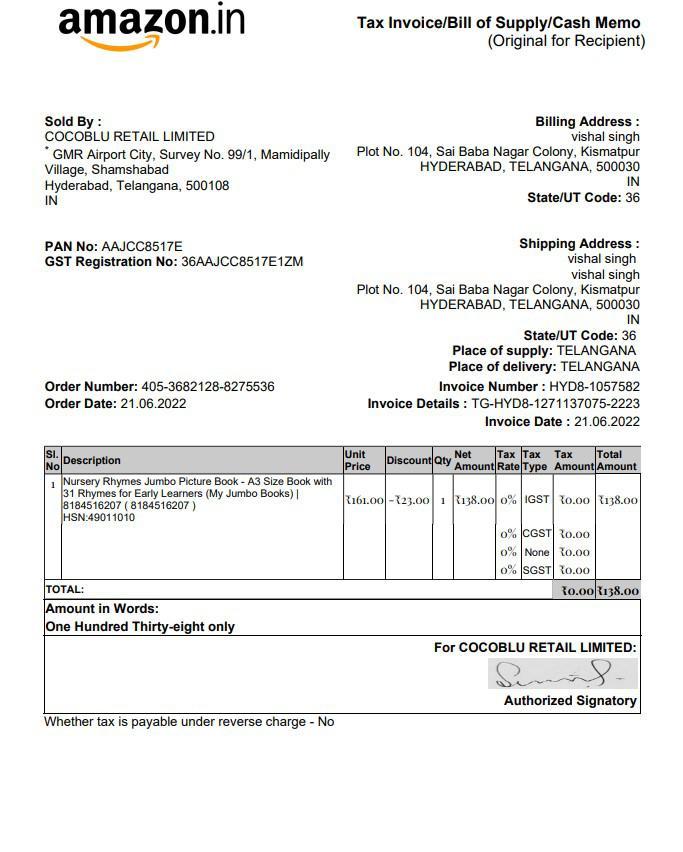 amazon.in
Tax Invoice/Bill of Supply/Cash Memo
(Original for Recipient)
Sold By :
COCOBLU RETAIL LIMITED
* GMR Airport City, Survey No. 99/1, Mamidipally
Village, Shamshabad
Hyderabad, Telangana, 500108
IN
Billing Address :
vishal singh
Plot No. 104, Sai Baba Nagar Colony, Kismatpur
HYDERABAD, TELANGANA, 500030
IN
State/UT Code: 36
PAN No: AAJCC8517E
GST Registration No: 36AAJCC8517E1ZM
Shipping Address :
vishal singh
vishal singh
Plot No. 104, Sai Baba Nagar Colony, Kismatpur
HYDERABAD, TELANGANA, 500030
IN
State/UT Code: 36
Place of supply: TELANGANA
Place of delivery: TELANGANA
Order Number: 405-3682128-8275536
Order Date: 21.06.2022
Invoice Number : HYD8-1057582
Invoice Details : TG-HYD8-1271137075-2223
Invoice Date : 21.06.2022
Sl. No Description Unit Price Discount Qty Net Amount Tax Rate Tax Type Tax Amount Total Amount
1 Nursery Rhymes Jumbo Picture Book - A3 Size Book with
31 Rhymes for Early Learners (My Jumbo Books) |
8184516207 ( 8184516207 )
HSN:49011010
₹161.00 -₹23.00 1 ₹138.00 0% IGST ₹0.00 ₹138.00
0% CGST ₹0.00
0% None ₹0.00
0% SGST ₹0.00
TOTAL: ₹0.00 ₹138.00
Amount in Words:
One Hundred Thirty-eight only
For COCOBLU RETAIL LIMITED:
Authorized Signatory
Whether tax is payable under reverse charge - No